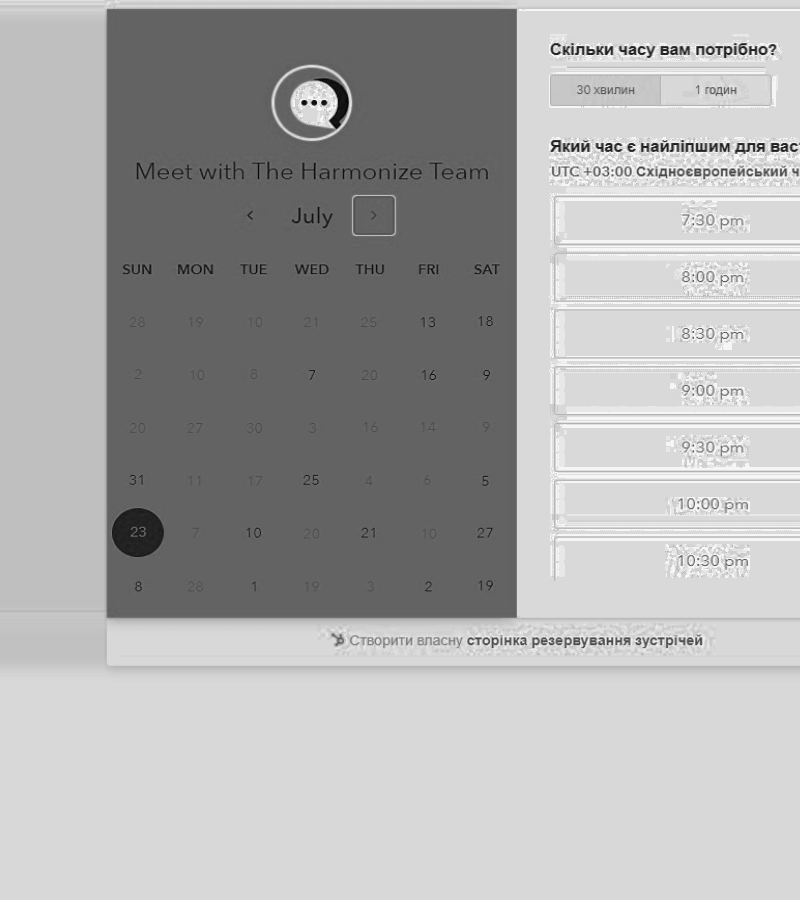 Meet with The Harmonize Team
July
SUN MON TUE WED THU FRI SAT
28 19 10 21 25 13 18
2 10 8 7 20 16 9
20 27 30 3 16 14 9
31 11 17 25 4 6 5
23 7 10 20 21 10 27
8 28 1 19 3 2 19
Скільки часу вам потрібно?
30 хвилин 1 годин
Який час є найліпшим для вас
UTC +03:00 Східноєвропейський ч
7:30 pm
8:00 pm
8:30 pm
9:00 pm
9:30 pm
10:00 pm
10:30 pm
Створити власну сторінка резервування зустрічей